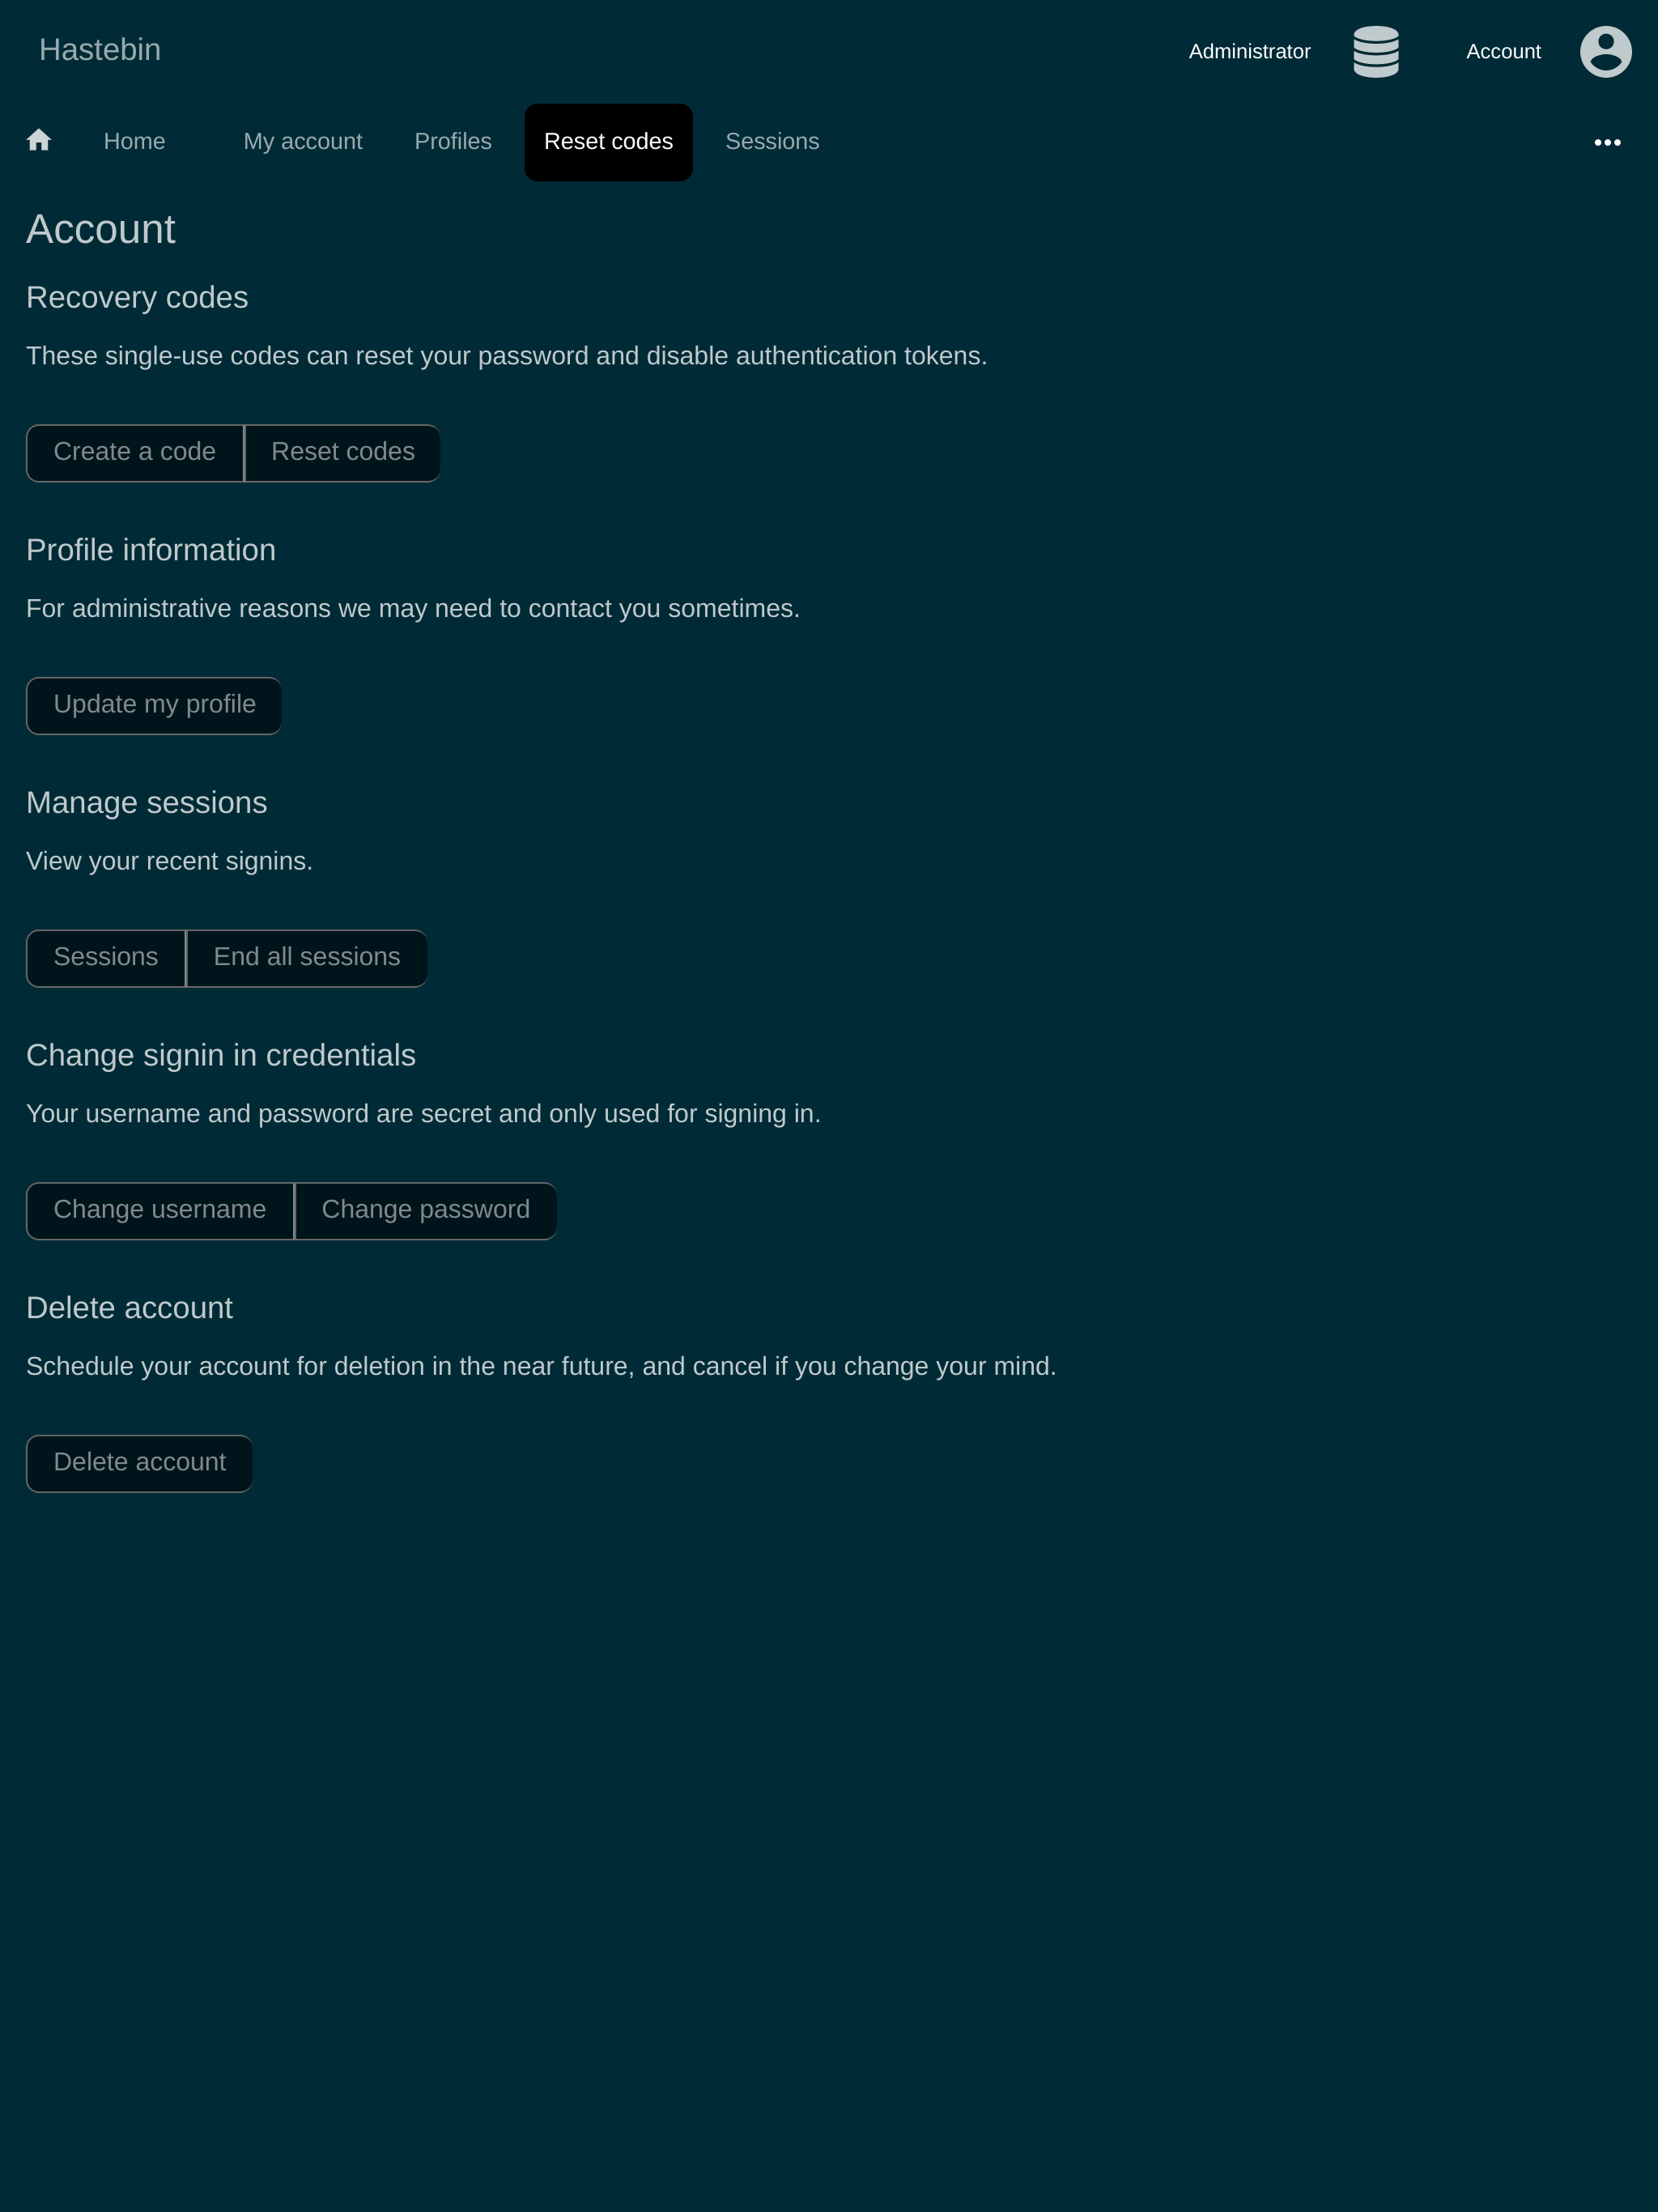 Hastebin
Administrator
Account
Home
My account
Profiles
Reset codes
Sessions
Account
Recovery codes
These single-use codes can reset your password and disable authentication tokens.
Create a code
Reset codes
Profile information
For administrative reasons we may need to contact you sometimes.
Update my profile
Manage sessions
View your recent signins.
Sessions
End all sessions
Change signin in credentials
Your username and password are secret and only used for signing in.
Change username
Change password
Delete account
Schedule your account for deletion in the near future, and cancel if you change your mind.
Delete account